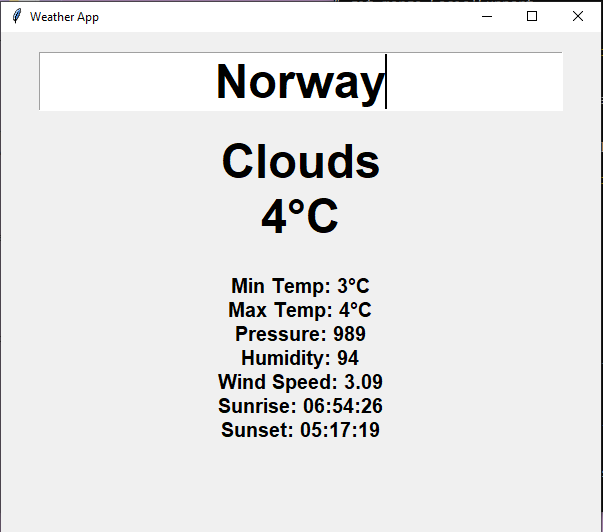 Weather App
Norway
Clouds
4°C
Min Temp: 3°C
Max Temp: 4°C
Pressure: 989
Humidity: 94
Wind Speed: 3.09
Sunrise: 06:54:26
Sunset: 05:17:19